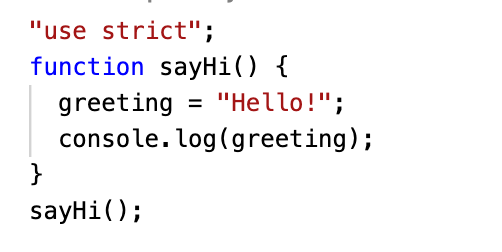 "use strict";
function sayHi() {
  greeting = "Hello!";
  console.log(greeting);
}
sayHi();